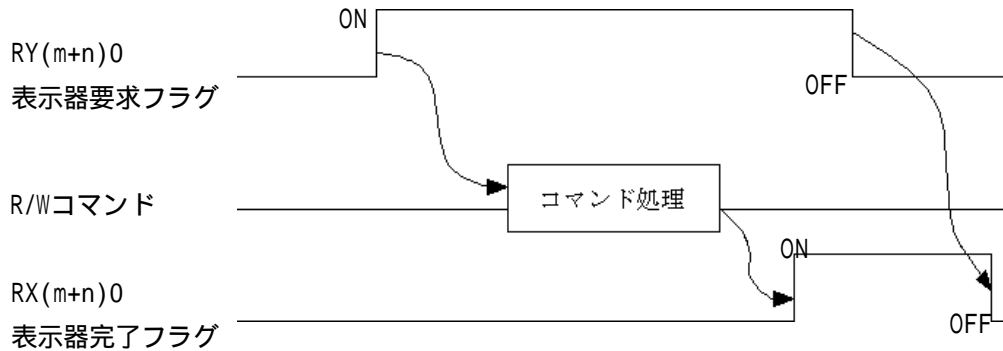 ON
RY(m+n)0
表示器要求フラグ
OFF
R/Wコマンド
コマンド処理
ON
RX(m+n)0
表示器完了フラグ
OFF